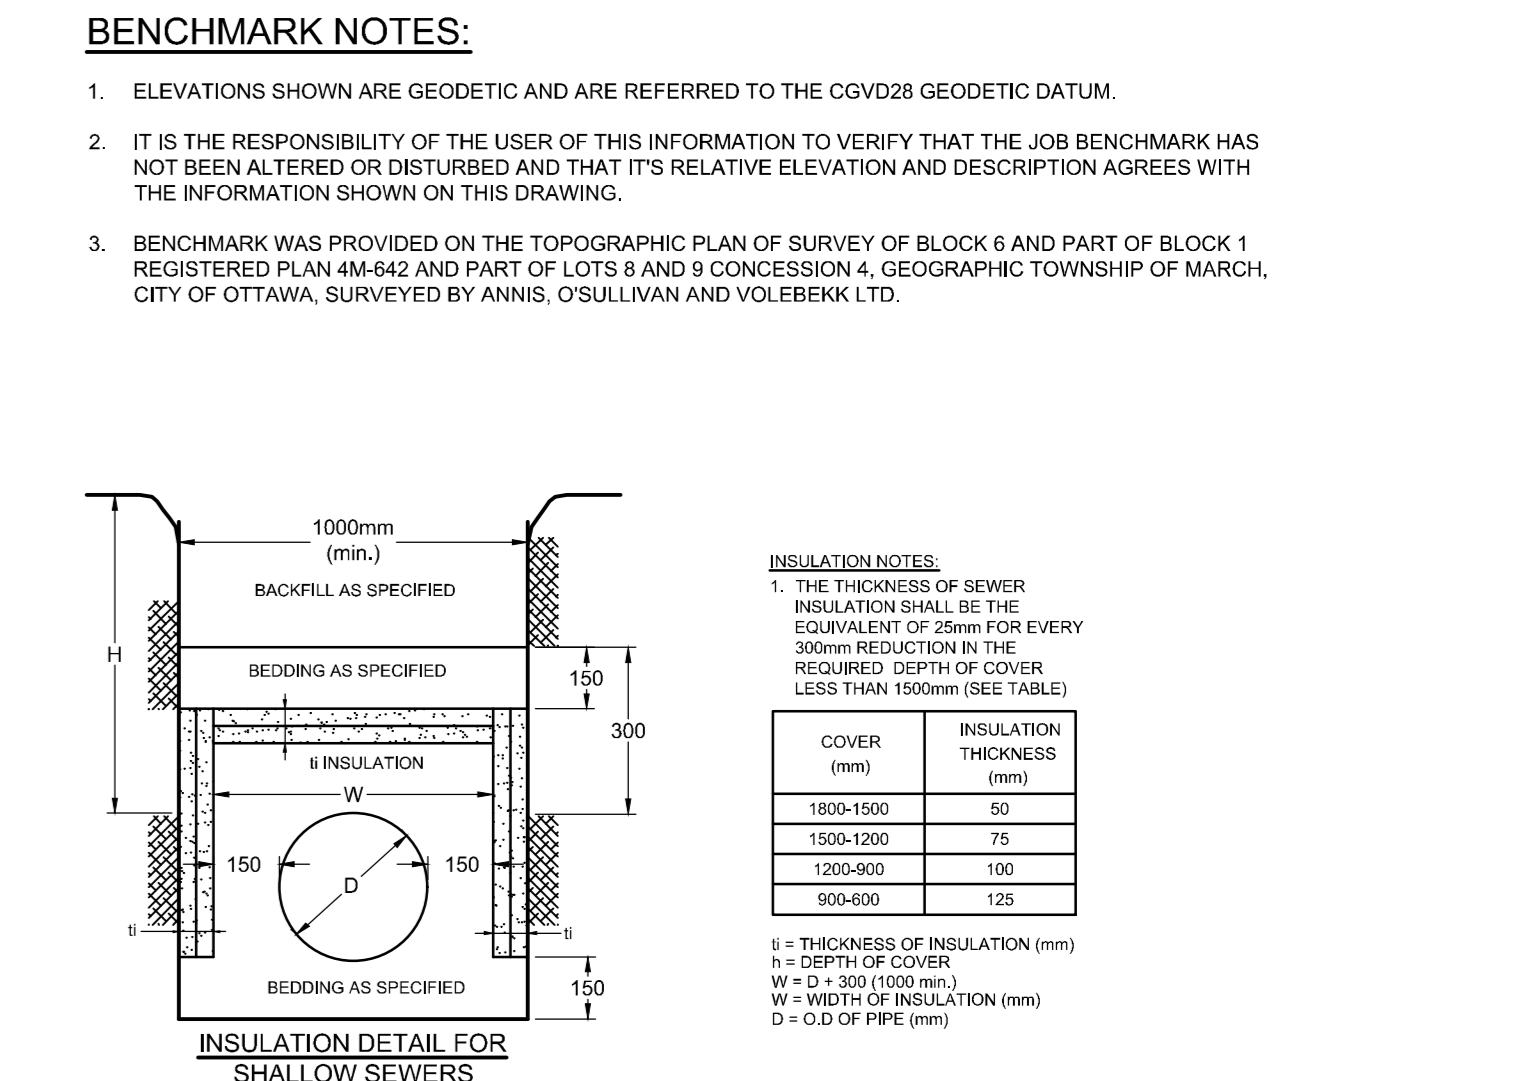 BENCHMARK NOTES:
1. ELEVATIONS SHOWN ARE GEODETIC AND ARE REFERRED TO THE CGVD28 GEODETIC DATUM.
2. IT IS THE RESPONSIBILITY OF THE USER OF THIS INFORMATION TO VERIFY THAT THE JOB BENCHMARK HAS
NOT BEEN ALTERED OR DISTURBED AND THAT IT'S RELATIVE ELEVATION AND DESCRIPTION AGREES WITH
THE INFORMATION SHOWN ON THIS DRAWING.
3. BENCHMARK WAS PROVIDED ON THE TOPOGRAPHIC PLAN OF SURVEY OF BLOCK 6 AND PART OF BLOCK 1
REGISTERED PLAN 4M-642 AND PART OF LOTS 8 AND 9 CONCESSION 4, GEOGRAPHIC TOWNSHIP OF MARCH,
CITY OF OTTAWA, SURVEYED BY ANNIS, O'SULLIVAN AND VOLEBEKK LTD.
1000mm
(min.)
BACKFILL AS SPECIFIED
H
BEDDING AS SPECIFIED
150
300
ti INSULATION
W
150
150
D
ti
ti
BEDDING AS SPECIFIED
150
INSULATION DETAIL FOR
SHALLOW SEWERS
INSULATION NOTES:
1. THE THICKNESS OF SEWER
INSULATION SHALL BE THE
EQUIVALENT OF 25mm FOR EVERY
300mm REDUCTION IN THE
REQUIRED DEPTH OF COVER
LESS THAN 1500mm (SEE TABLE)
COVER
(mm)
INSULATION
THICKNESS
(mm)
1800-1500 50
1500-1200 75
1200-900 100
900-600 125
ti = THICKNESS OF INSULATION (mm)
h = DEPTH OF COVER
W = D + 300 (1000 min.)
W = WIDTH OF INSULATION (mm)
D = O.D OF PIPE (mm)